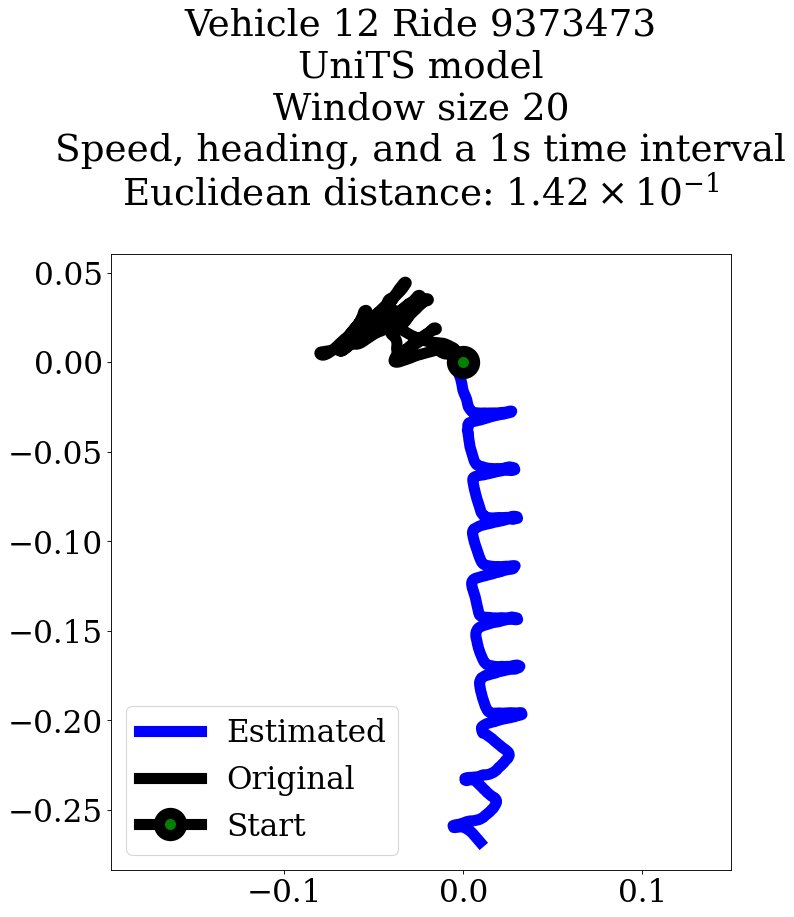 Vehicle 12 Ride 9373473
UniTS model
Window size 20
Speed, heading, and a 1s time interval
Euclidean distance: 1.42 × 10⁻¹
0.05
0.00
−0.05
−0.10
−0.15
−0.20
−0.25
Estimated
Original
Start
−0.1 0.0 0.1